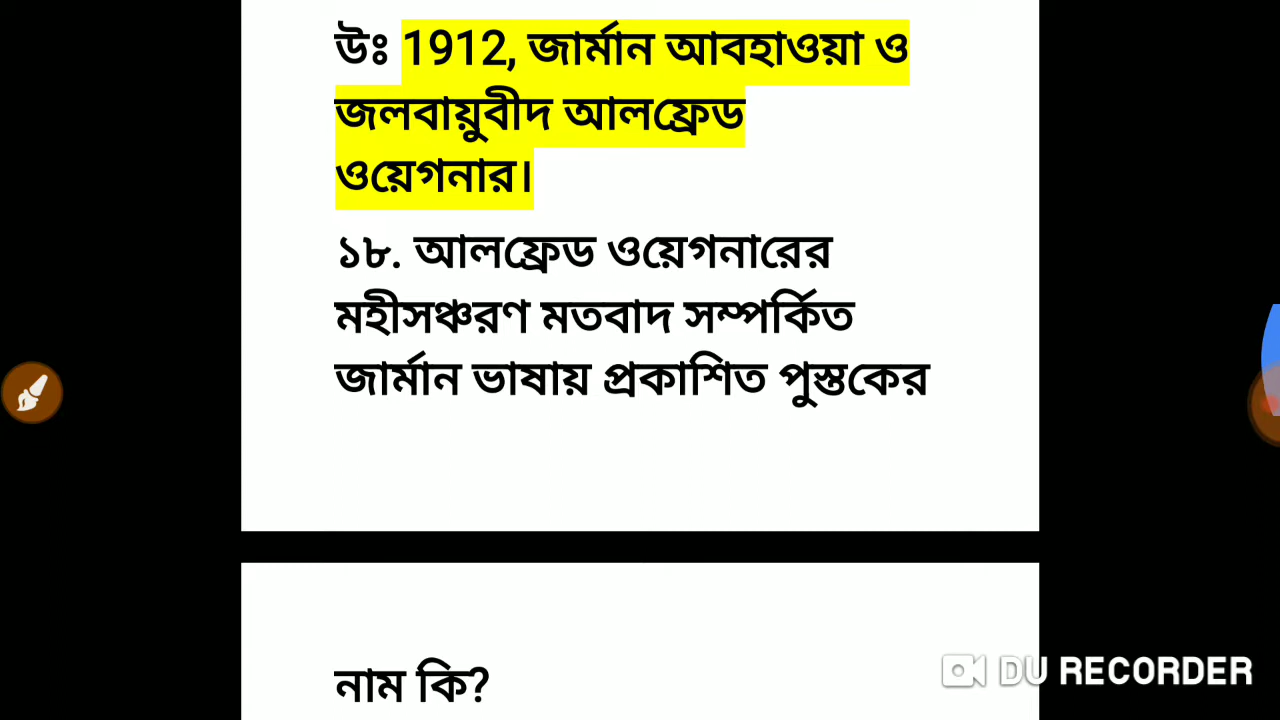 উঃ 1912, জার্মান আবহাওয়া ও
জলবায়ুবীদ আলফ্রেড
ওয়েগনার।
১৮. আলফ্রেড ওয়েগনারের
মহীসঞ্চরণ মতবাদ সম্পর্কিত
জার্মান ভাষায় প্রকাশিত পুস্তকের
নাম কি?
DU RECORDER